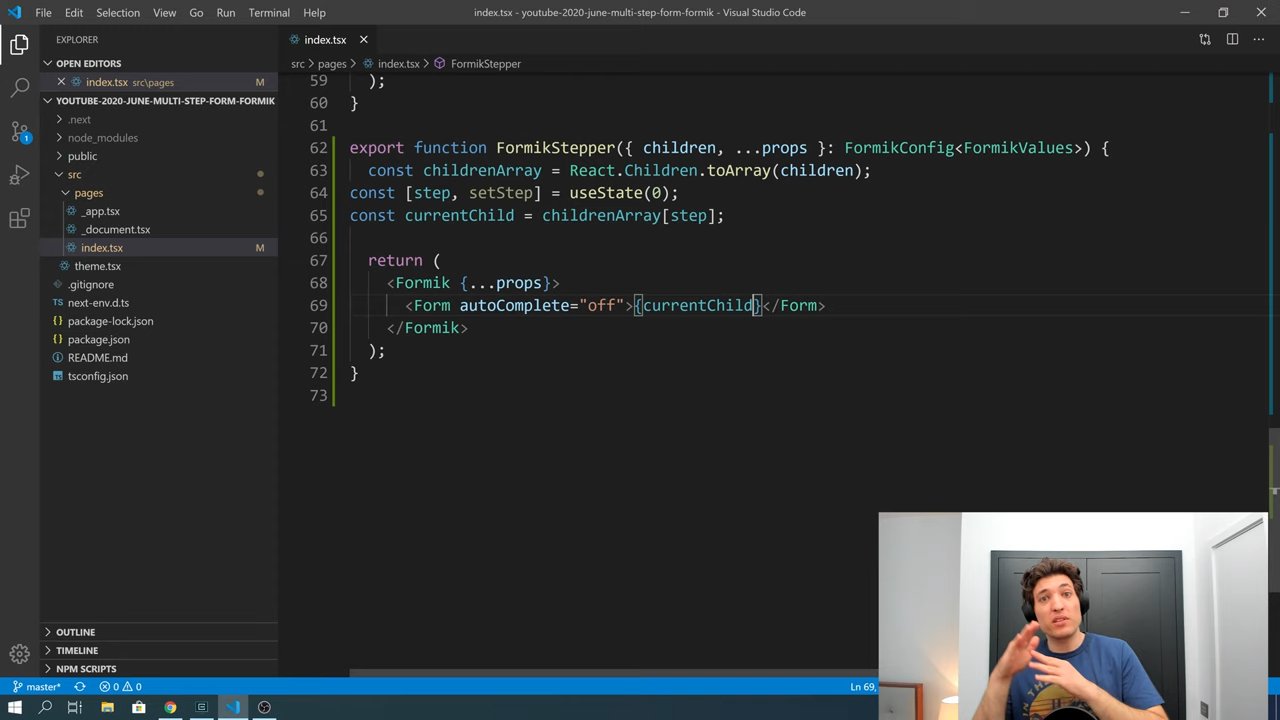 File Edit Selection View Go Run Terminal Help
index.tsx - youtube-2020-june-multi-step-form-formik - Visual Studio Code
EXPLORER
OPEN EDITORS
index.tsx src\pages M
YOUTUBE-2020-JUNE-MULTI-STEP-FORM-FORMIK
.next
node_modules
public
src
pages
_app.tsx
_document.tsx
index.tsx M
theme.tsx
.gitignore
next-env.d.ts
package-lock.json
package.json
README.md
tsconfig.json
OUTLINE
TIMELINE
NPM SCRIPTS
1
index.tsx
src > pages > index.tsx > FormikStepper
59 );
60 }
61
62 export function FormikStepper({ children, ...props }: FormikConfig<FormikValues>) {
63 const childrenArray = React.Children.toArray(children);
64 const [step, setStep] = useState(0);
65 const currentChild = childrenArray[step];
66
67 return (
68 <Formik {...props}>
69 <Form autoComplete="off">{currentChild}</Form>
70 </Formik>
71 );
72 }
73
master* 0 0 Ln 69,